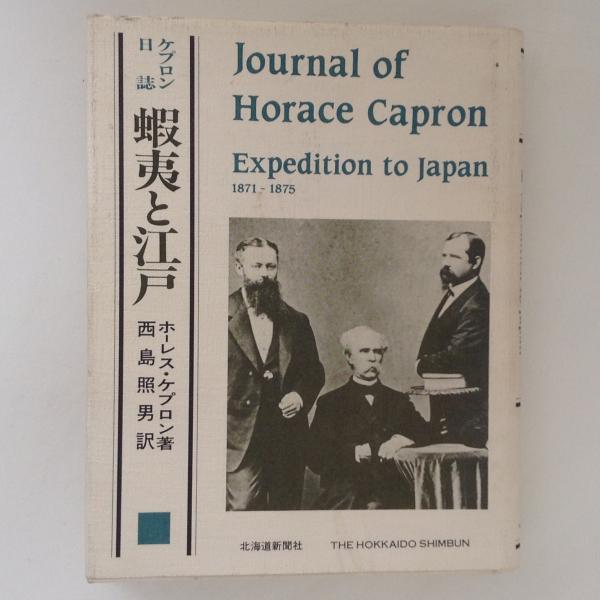 ケプロン
日誌
蝦夷と江戸
ホーレス・ケプロン著
西島照男訳
Journal of
Horace Capron
Expedition to Japan
1871 - 1875
北海道新聞社 THE HOKKAIDO SHIMBUN